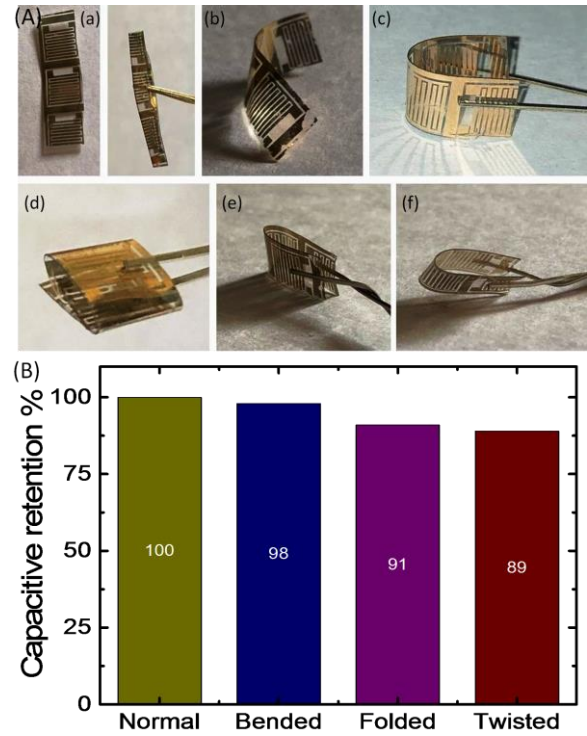 (A) (a) (b) (c)
(d) (e) (f)
(B)
Capacitive retention %
100
75
50
25
0
100 98 91 89
Normal Bended Folded Twisted